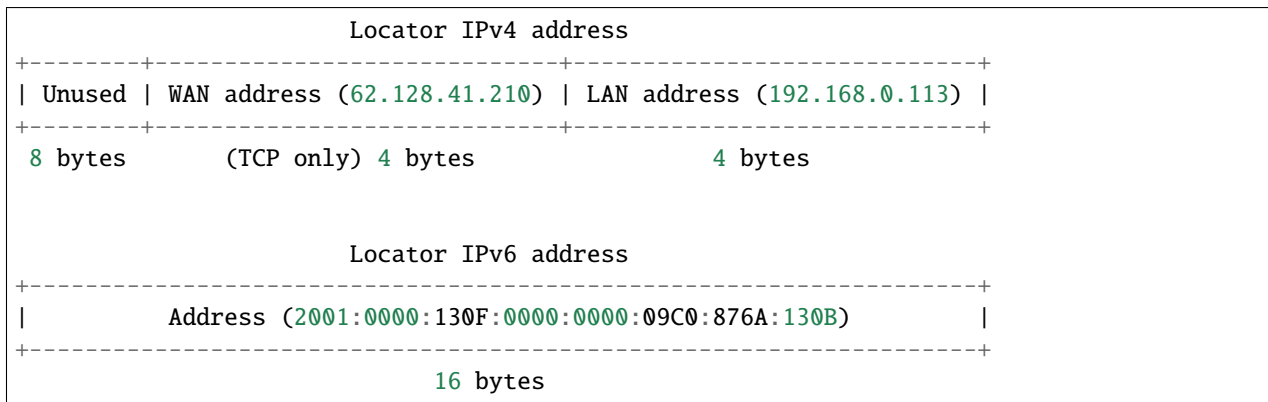 Locator IPv4 address
+--------+----------------------------+----------------------------+
| Unused | WAN address (62.128.41.210) | LAN address (192.168.0.113) |
+--------+----------------------------+----------------------------+
8 bytes (TCP only) 4 bytes 4 bytes
Locator IPv6 address
+------------------------------------------------------------------+
| Address (2001:0000:130F:0000:0000:09C0:876A:130B) |
+------------------------------------------------------------------+
16 bytes